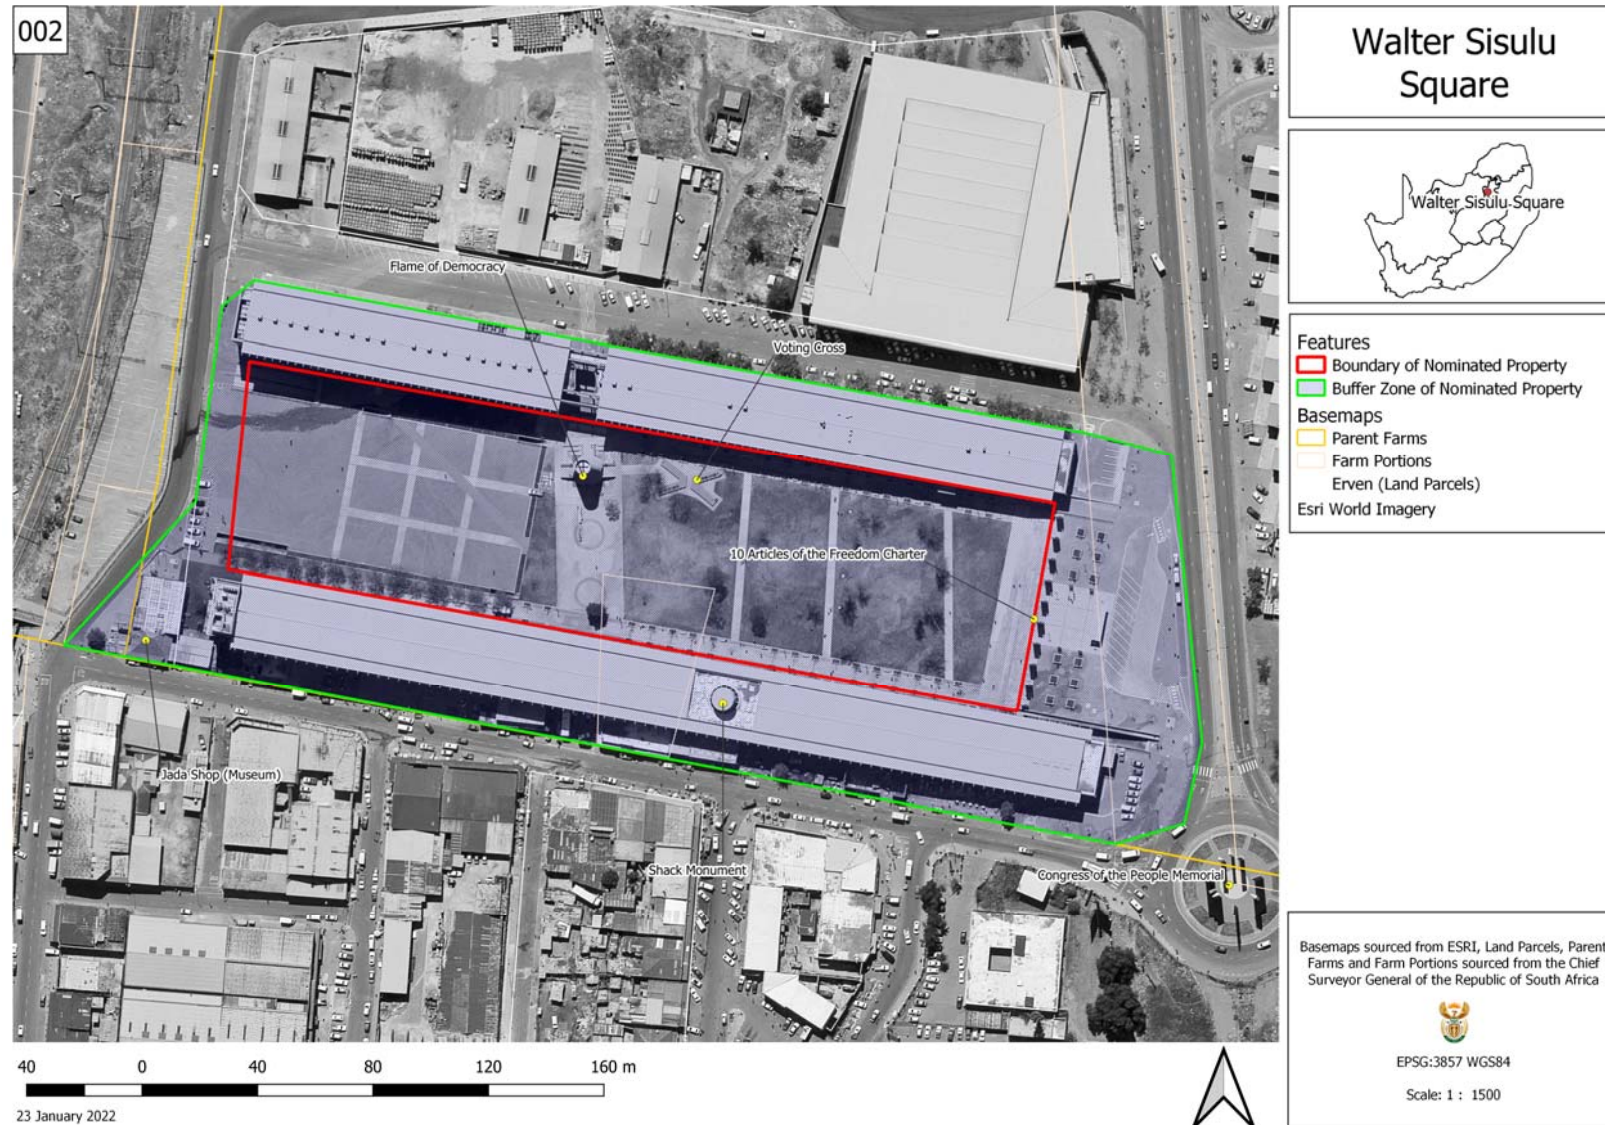 002
Flame of Democracy
Voting Cross
10 Articles of the Freedom Charter
Jada Shop (Museum)
Shack Monument
Congress of the People Memorial
40 0 40 80 120 160 m
23 January 2022
Walter Sisulu
Square
Walter Sisulu Square
Features
Boundary of Nominated Property
Buffer Zone of Nominated Property
Basemaps
Parent Farms
Farm Portions
Erven (Land Parcels)
Esri World Imagery
Basemaps sourced from ESRI, Land Parcels, Parent
Farms and Farm Portions sourced from the Chief
Surveyor General of the Republic of South Africa
EPSG:3857 WGS84
Scale: 1 : 1500